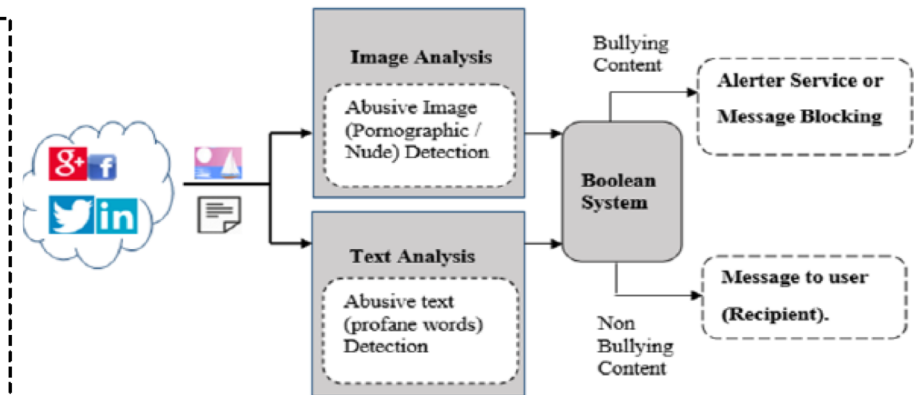 Image Analysis
Abusive Image
(Pornographic /
Nude) Detection
Text Analysis
Abusive text
(profane words)
Detection
g+
f
in
Boolean
System
Bullying
Content
Alerter Service or
Message Blocking
Non
Bullying
Content
Message to user
(Recipient).